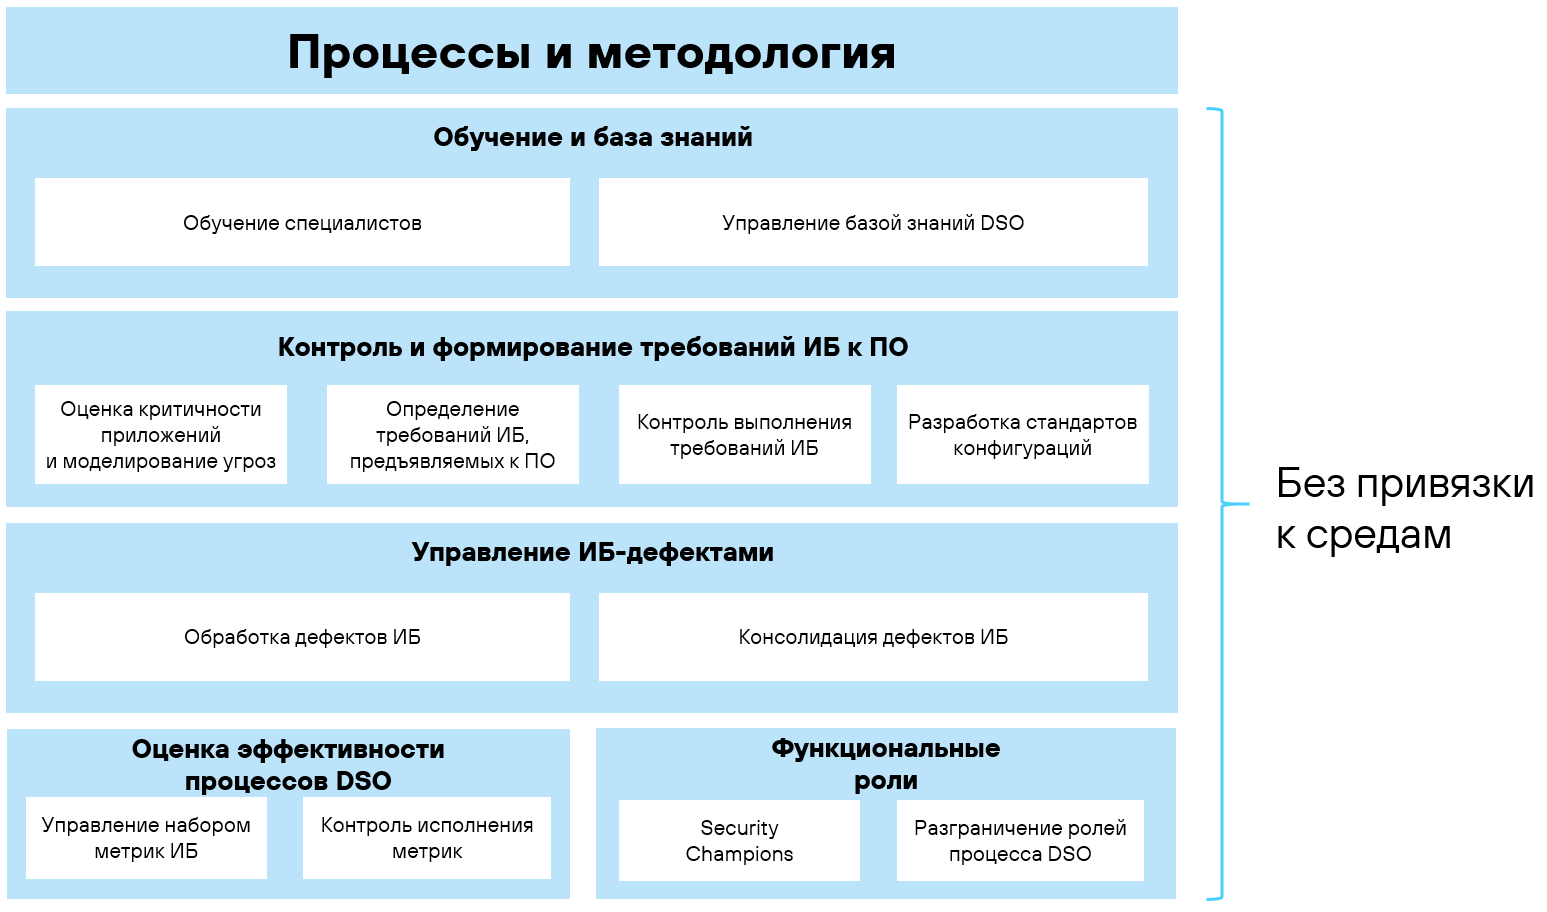 Процессы и методология
Обучение и база знаний
Обучение специалистов
Управление базой знаний DSO
Контроль и формирование требований ИБ к ПО
Оценка критичности
приложений
и моделирование угроз
Определение
требований ИБ,
предъявляемых к ПО
Контроль выполнения
требований ИБ
Разработка стандартов
конфигураций
Управление ИБ-дефектами
Обработка дефектов ИБ
Консолидация дефектов ИБ
Оценка эффективности
процессов DSO
Управление набором
метрик ИБ
Контроль исполнения
метрик
Функциональные
роли
Security
Champions
Разграничение ролей
процесса DSO
Без привязки
к средам